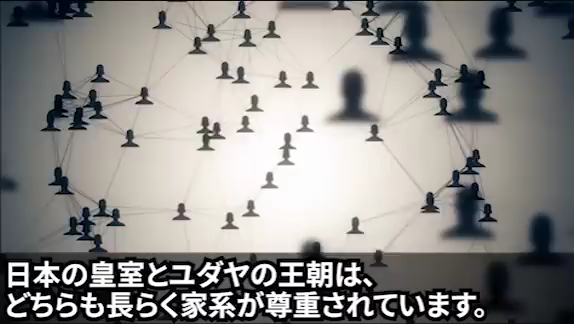 日本の皇室とユダヤの王朝は、
どちらも長らく家系が尊重されています。